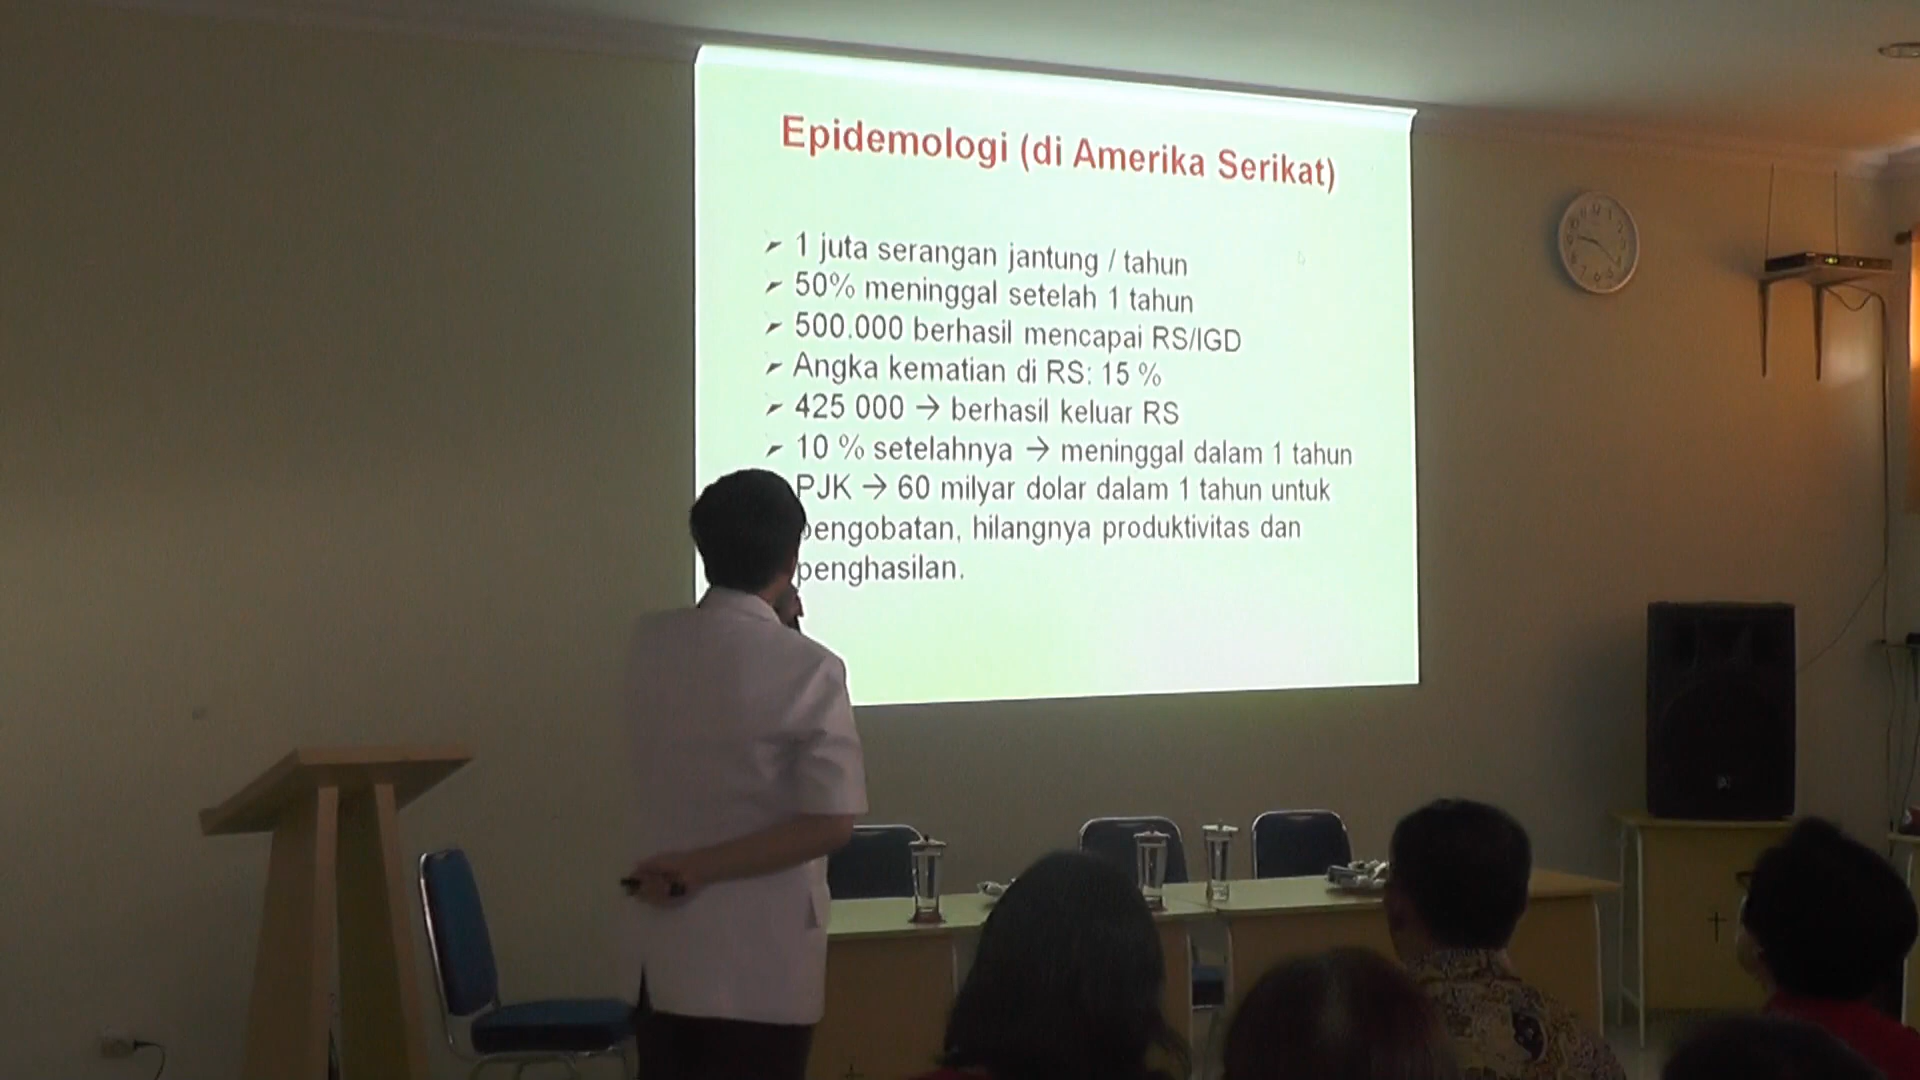 Epidemologi (di Amerika Serikat)
➢ 1 juta serangan jantung / tahun
➢ 50% meninggal setelah 1 tahun
➢ 500.000 berhasil mencapai RS/IGD
➢ Angka kematian di RS: 15 %
➢ 425 000 → berhasil keluar RS
➢ 10 % setelahnya → meninggal dalam 1 tahun
PJK → 60 milyar dolar dalam 1 tahun untuk
pengobatan, hilangnya produktivitas dan
penghasilan.